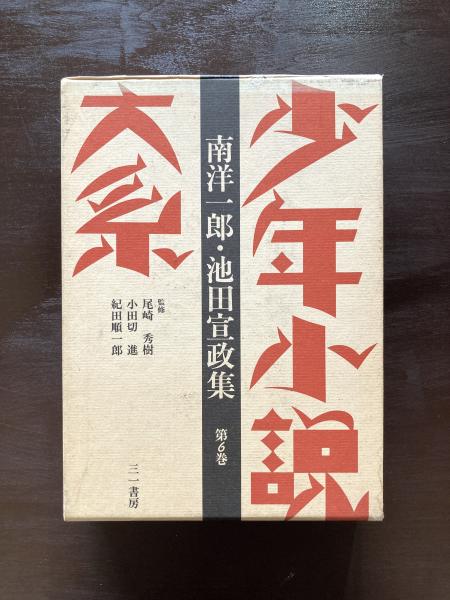 少年小説
大系
南洋一郎・池田宣政集
第6巻
監修
尾崎秀樹
小田切進
紀田順一郎
三一書房